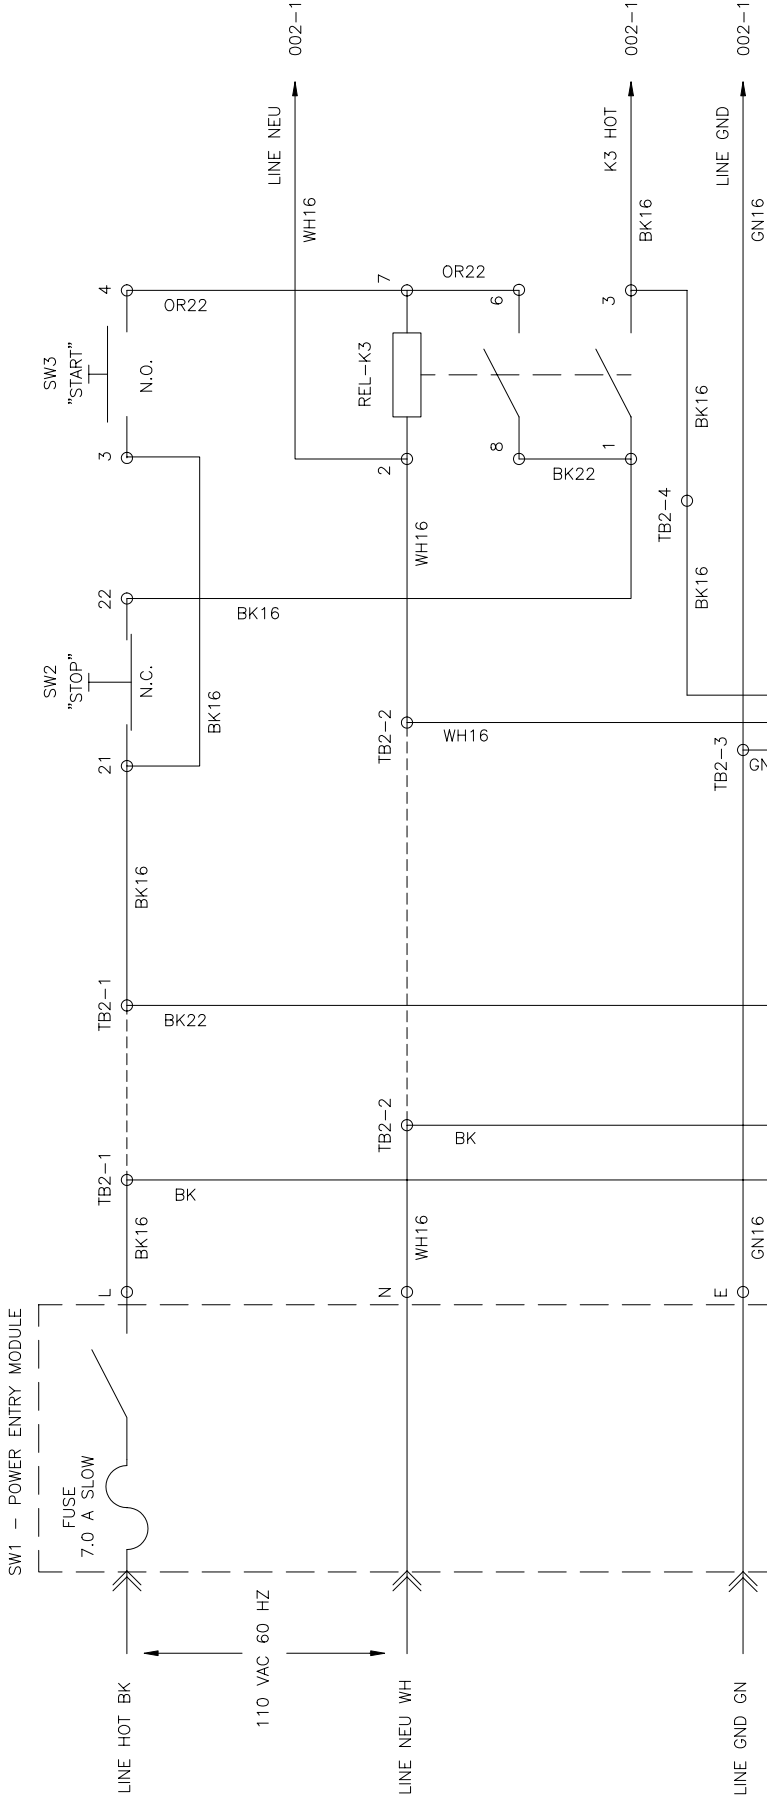 SW1 – POWER ENTRY MODULE
FUSE
7.0 A SLOW
LINE HOT BK
110 VAC 60 HZ
LINE NEU WH
LINE GND GN
L
BK16
TB2–1
BK
TB2–1
BK22
BK16
21
SW2
"STOP"
N.C.
22
BK16
BK16
3
SW3
"START"
N.O.
4
OR22
N
WH16
TB2–2
BK
TB2–2
WH16
WH16
2
REL–K3
7
OR22
LINE NEU
WH16
002–1
8
6
BK22
1
3
K3 HOT
BK16
002–1
BK16
TB2–4
BK16
E
GN16
TB2–3
GN
LINE GND
GN16
002–1